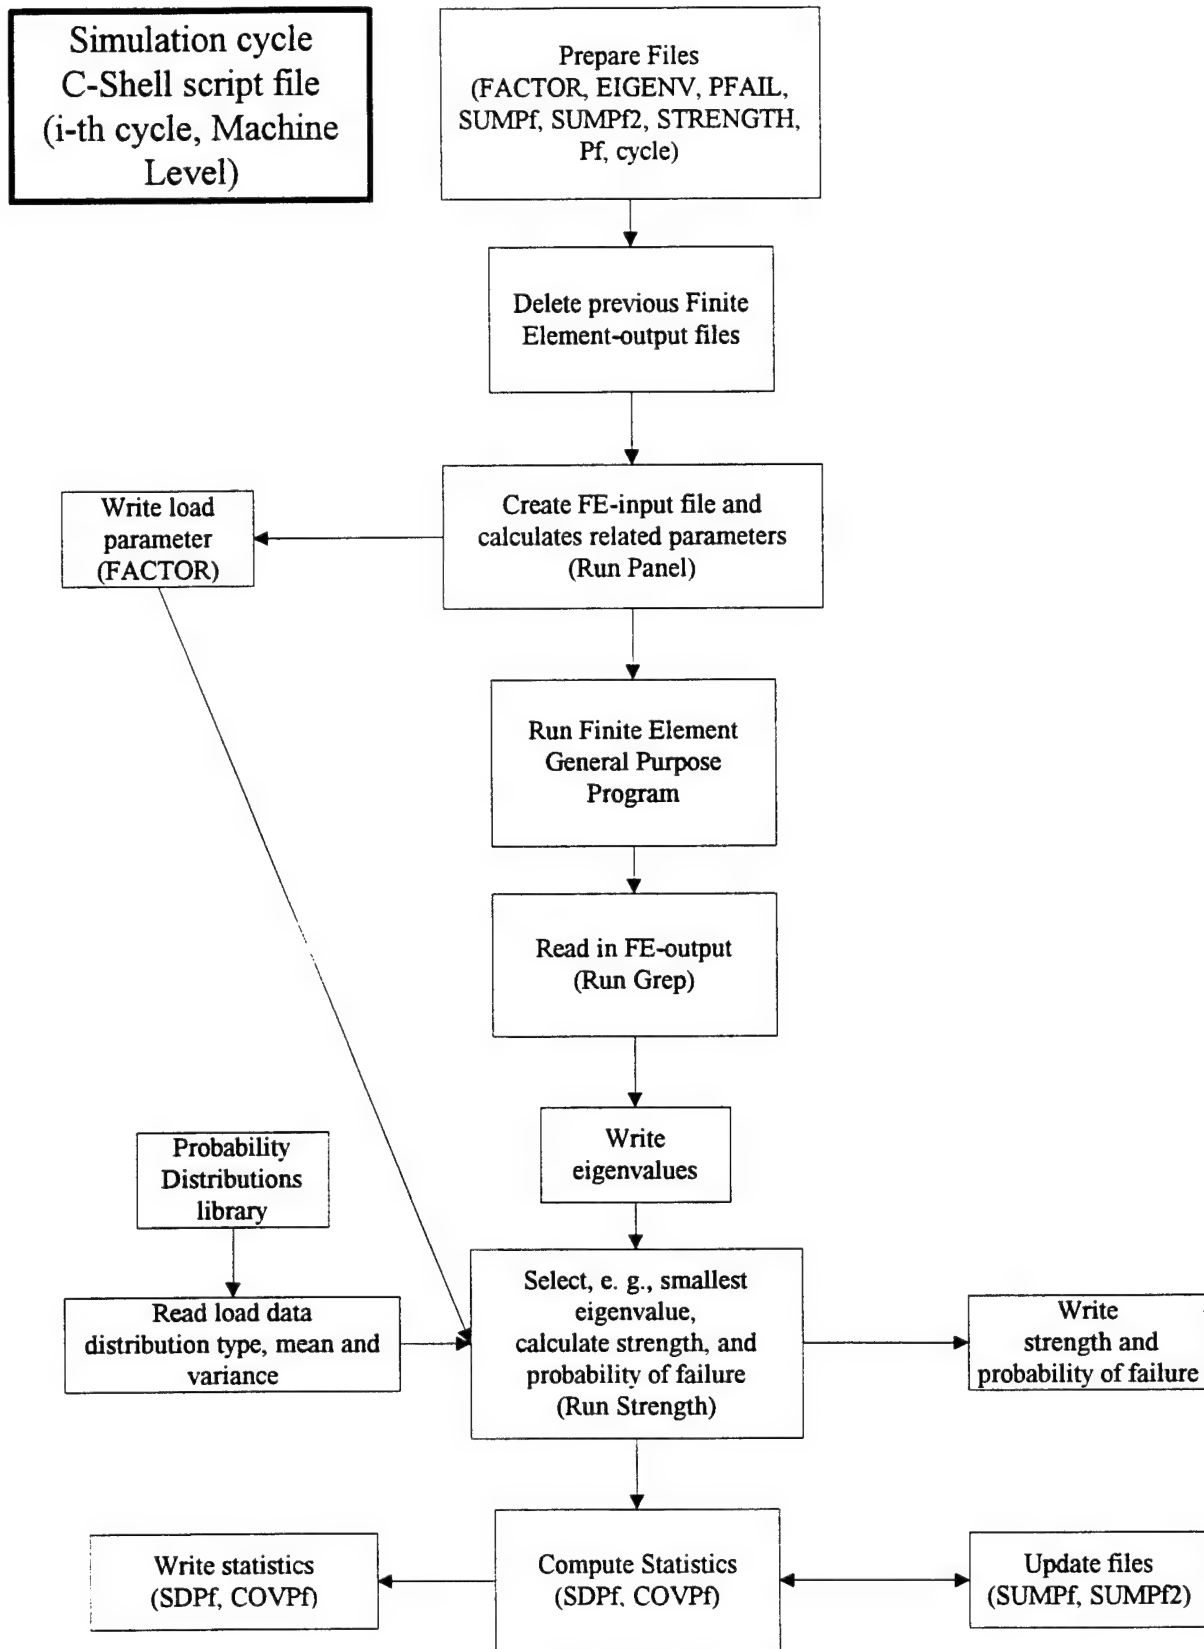 Simulation cycle
C-Shell script file
(i-th cycle, Machine
Level)
Prepare Files
(FACTOR, EIGENV, PFAIL,
SUMPf, SUMPf2, STRENGTH,
Pf, cycle)
Delete previous Finite
Element-output files
Write load
parameter
(FACTOR)
Create FE-input file and
calculates related parameters
(Run Panel)
Run Finite Element
General Purpose
Program
Read in FE-output
(Run Grep)
Write
eigenvalues
Probability
Distributions
library
Read load data
distribution type, mean and
variance
Select, e. g., smallest
eigenvalue,
calculate strength, and
probability of failure
(Run Strength)
Write
strength and
probability of failure
Write statistics
(SDPf, COVPf)
Compute Statistics
(SDPf, COVPf)
Update files
(SUMPf, SUMPf2)